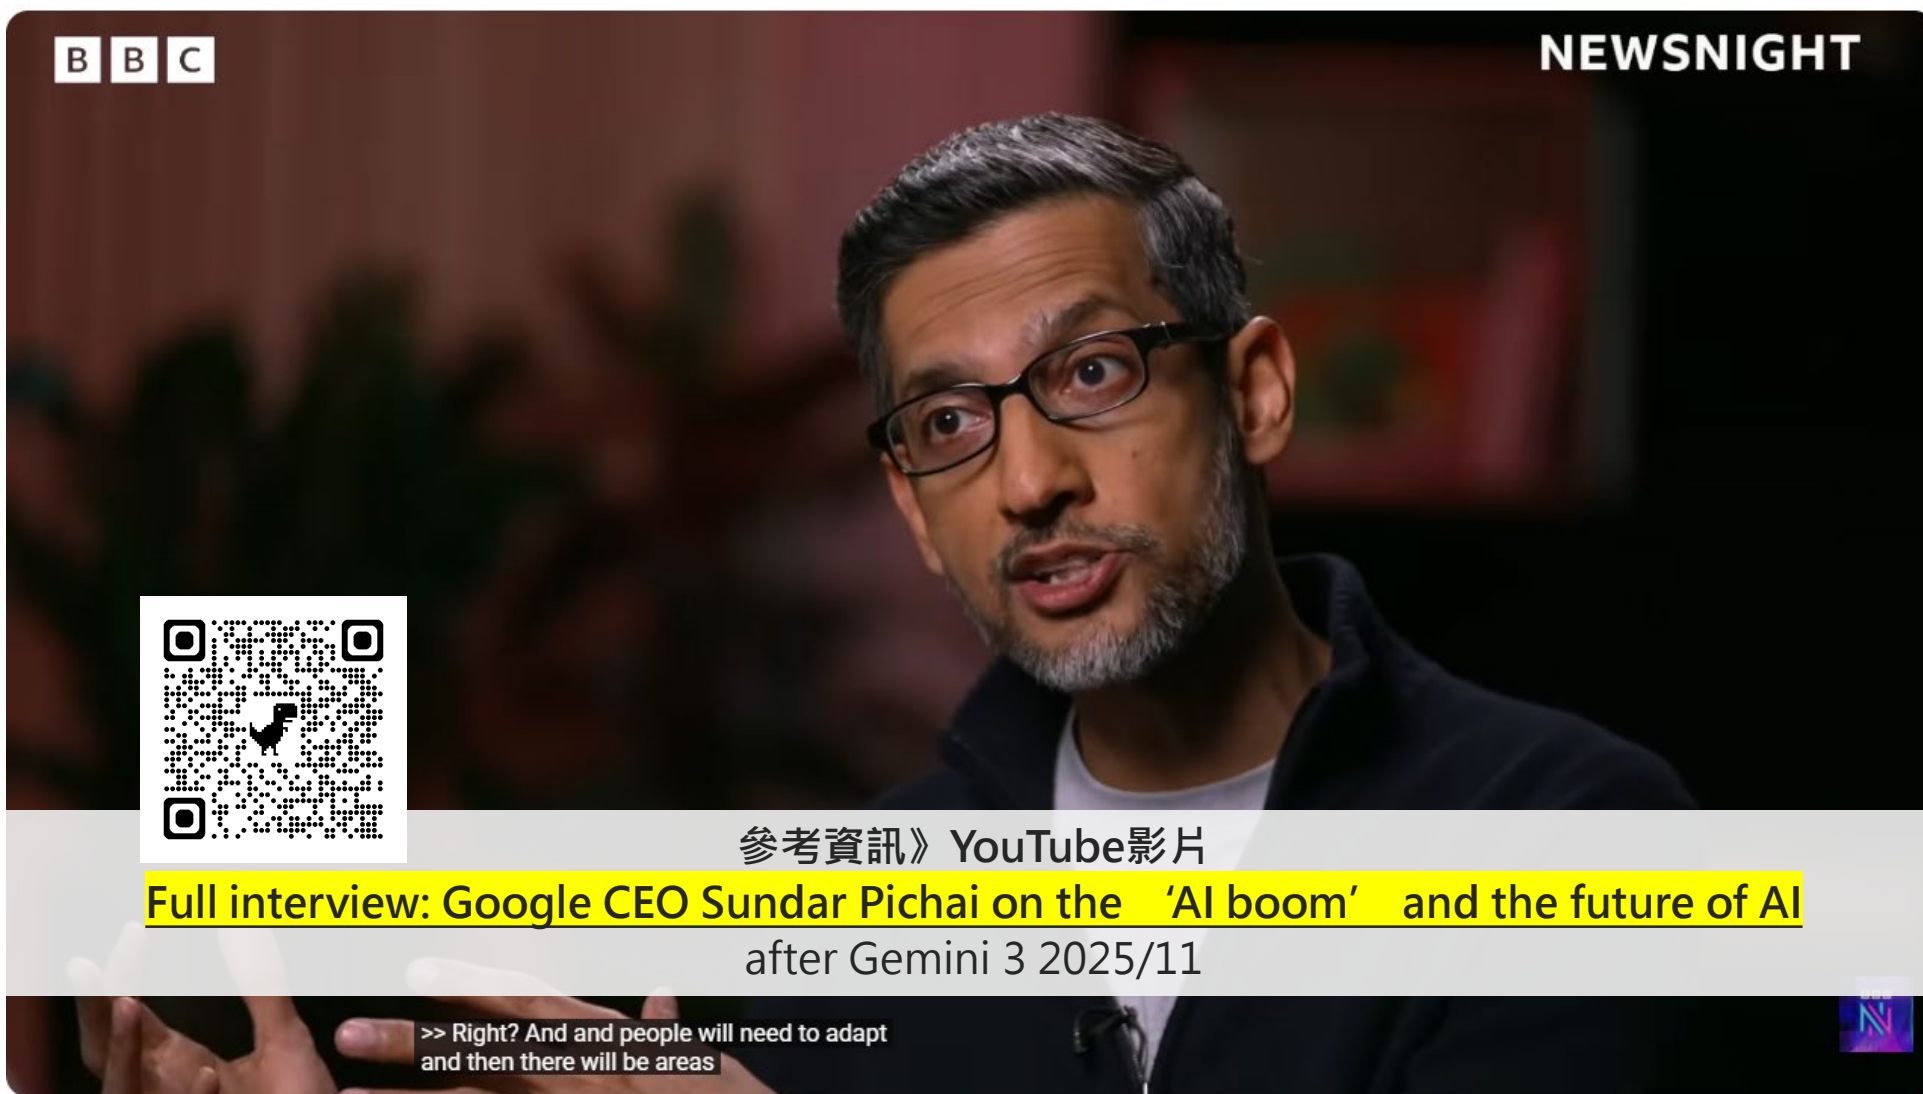 BBC
NEWSNIGHT
參考資訊》YouTube影片
Full interview: Google CEO Sundar Pichai on the ‘AI boom’ and the future of AI
after Gemini 3 2025/11
>> Right? And and people will need to adapt
and then there will be areas
BBC
N